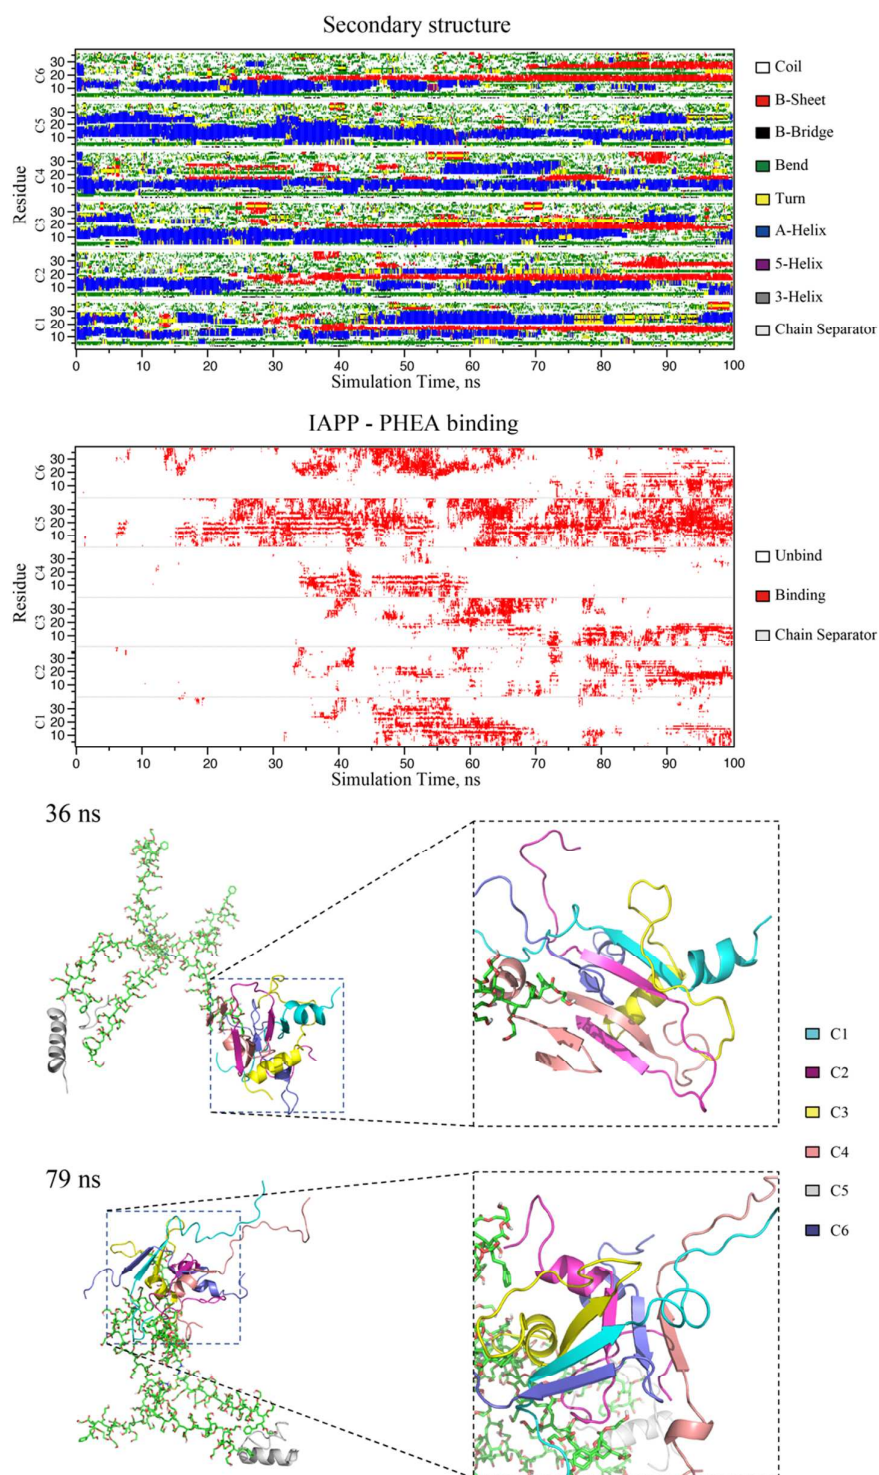 Secondary structure
Residue
C6
30
20
10
C5
30
20
10
C4
30
20
10
C3
30
20
10
C2
30
20
10
C1
30
20
10
0 10 20 30 40 50 60 70 80 90 100
Simulation Time, ns
Coil
B-Sheet
B-Bridge
Bend
Turn
A-Helix
5-Helix
3-Helix
Chain Separator
IAPP - PHEA binding
Residue
C6
30
20
10
C5
30
20
10
C4
30
20
10
C3
30
20
10
C2
30
20
10
C1
30
20
10
0 10 20 30 40 50 60 70 80 90 100
Simulation Time, ns
Unbind
Binding
Chain Separator
36 ns
79 ns
C1
C2
C3
C4
C5
C6